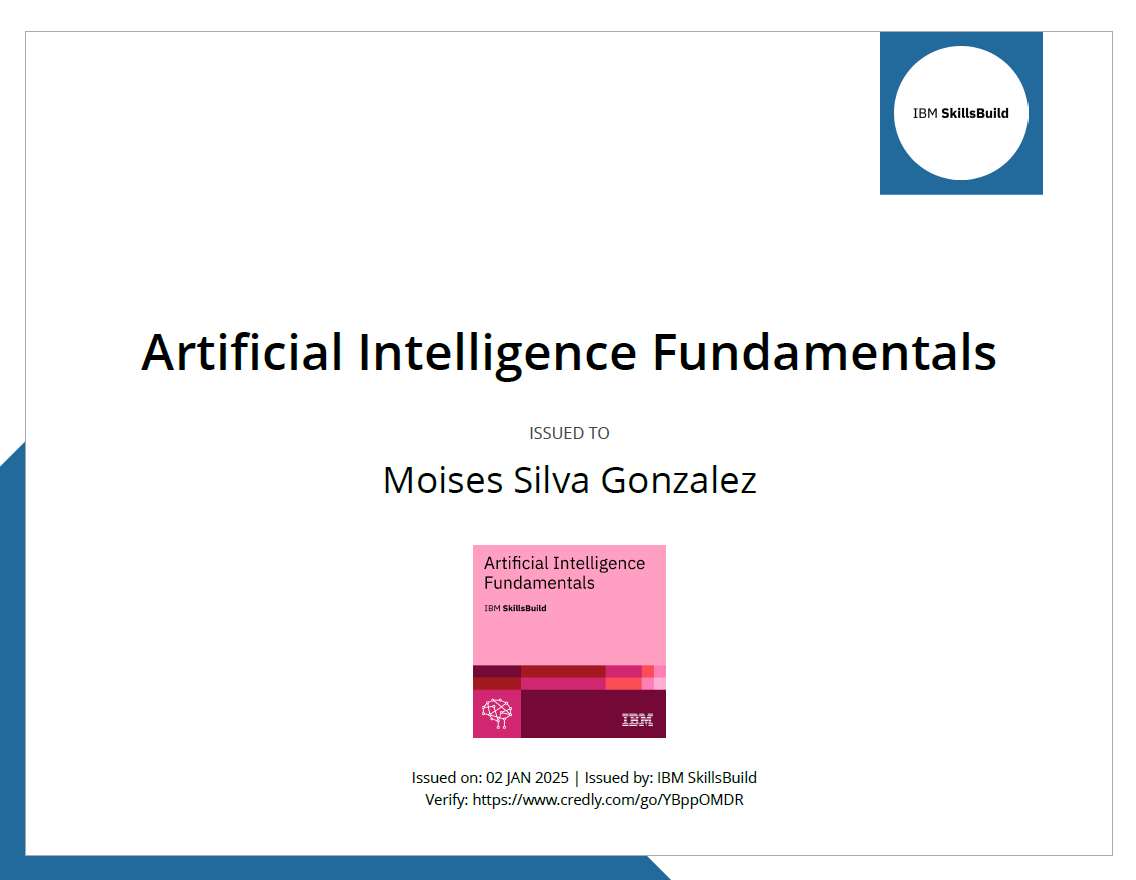 IBM SkillsBuild
Artificial Intelligence Fundamentals
ISSUED TO
Moises Silva Gonzalez
Artificial Intelligence
Fundamentals
IBM SkillsBuild
IBM
Issued on: 02 JAN 2025 | Issued by: IBM SkillsBuild
Verify: https://www.credly.com/go/YBppOMDR